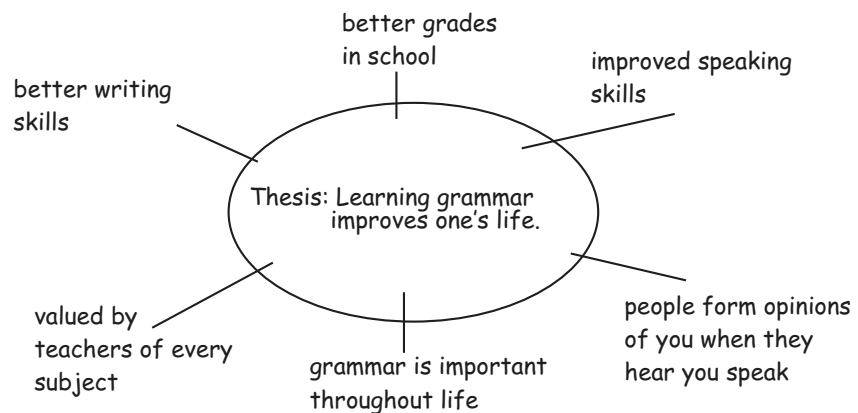 better grades
in school
improved speaking
skills
better writing
skills
Thesis: Learning grammar
improves one's life.
people form opinions
of you when they
hear you speak
valued by
teachers of every
subject
grammar is important
throughout life